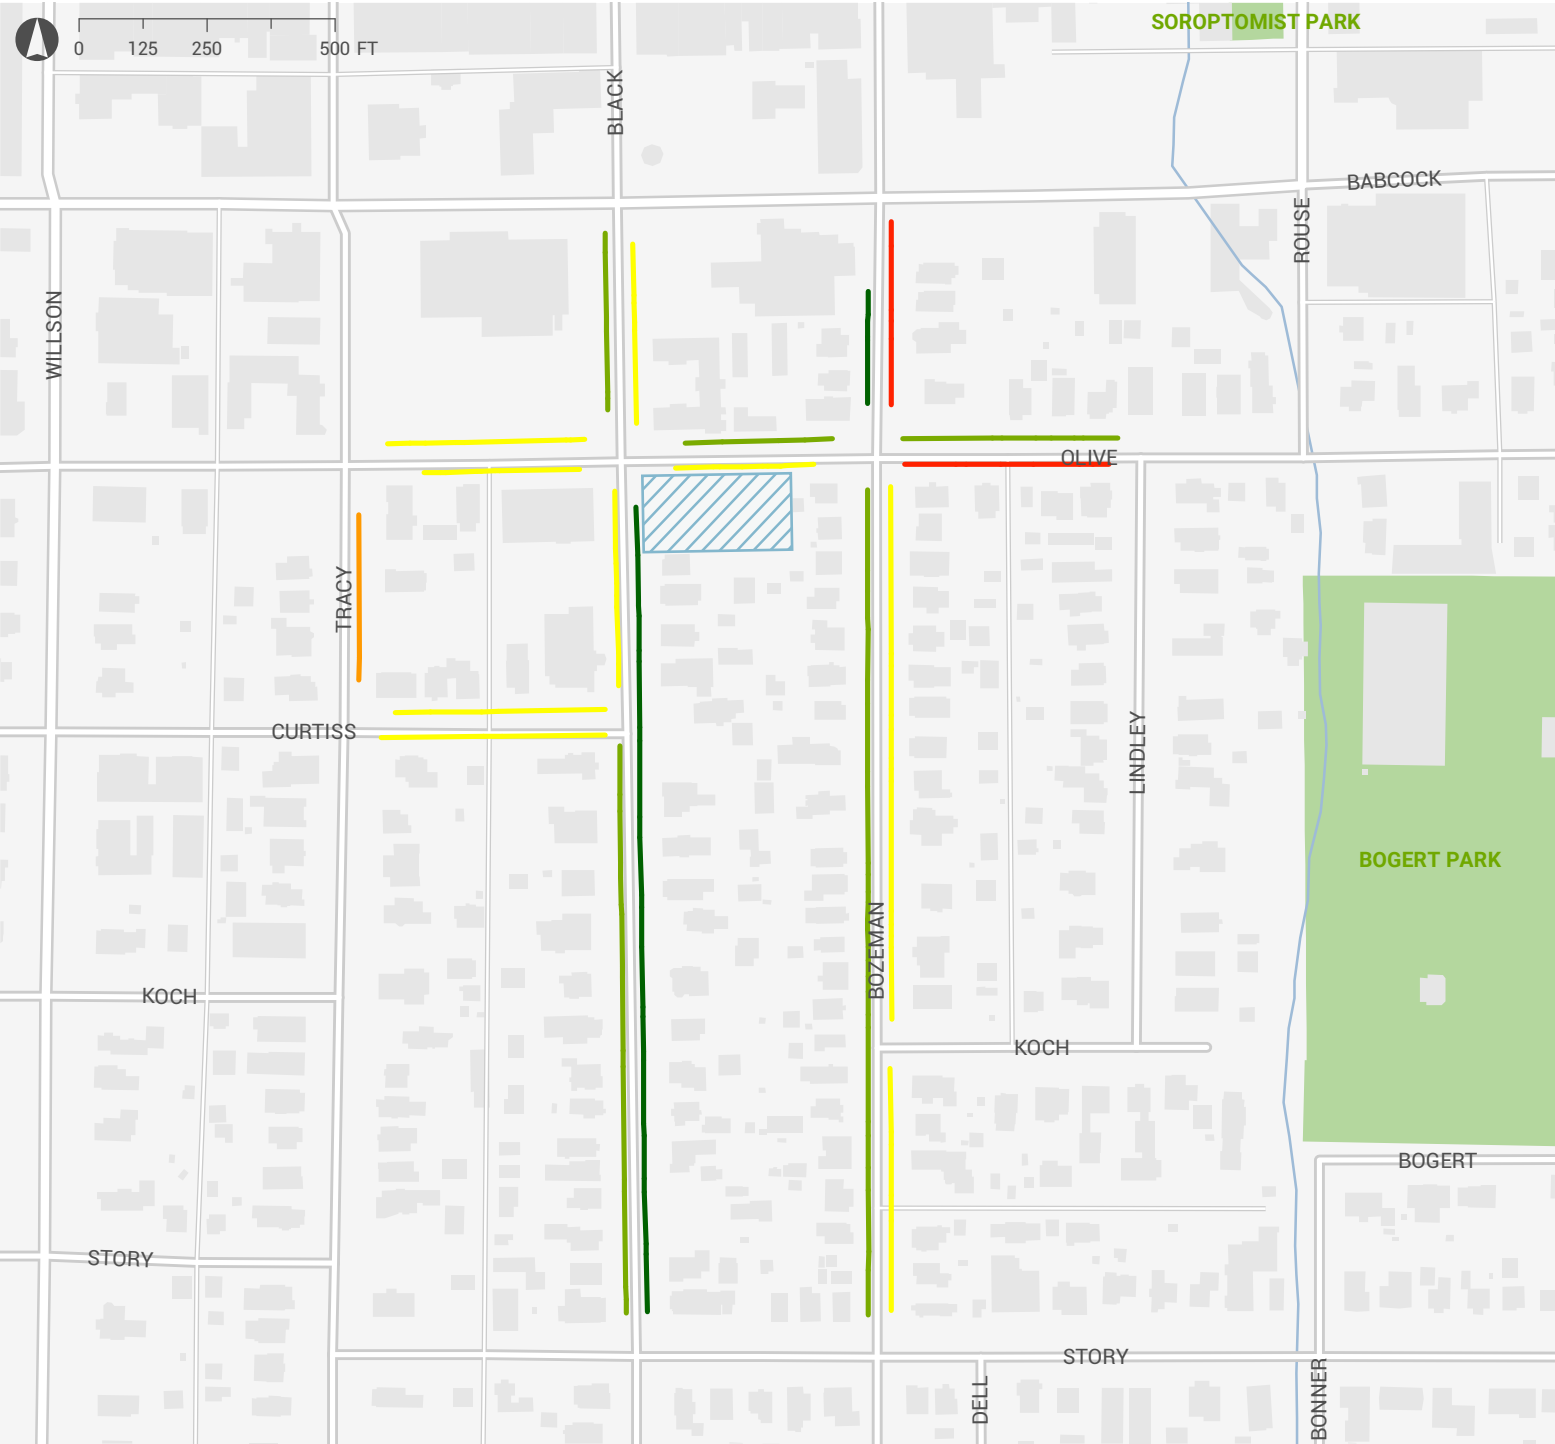 SOROPTOMIST PARK
0 125 250 500 FT
BLACK
BABCOCK
ROUSE
WILLSON
OLIVE
TRACY
CURTISS
LINDLEY
BOGERT PARK
BOZEMAN
KOCH
KOCH
BOGERT
STORY
STORY
DELL
BONNER